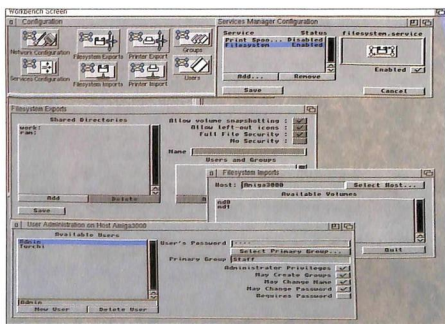 Workbench Screen
Configuration
Network Configuration
Filesystem Exports
Printer Export
Groups
Services Configuration
Filesystem Imports
Printer Import
Users
Services Manager Configuration
Service Status
Print Spoo... Disabled
Filesystem Enabled
Add... Remove
Save
filesystem.service
Enabled
Cancel
Filesystem Exports
Shared Directories
work:
ram:
Add Delete
Save
Allow volume snapshotting :
Allow left-out icons :
Full File Security :
No Security :
Name
Users and Groups
Filesystem Imports
Host: Amiga3000 Select Host...
Available Volumes
nd0
nd1
Quit
User Administration on Host Amiga3000
Available Users
Admin
Torchi
Admin
New User Delete User
User's Password ....
Select Primary Group...
Primary Group Staff
Administrator Privileges
May Create Groups
May Change Name
May Change Password
Requires Password